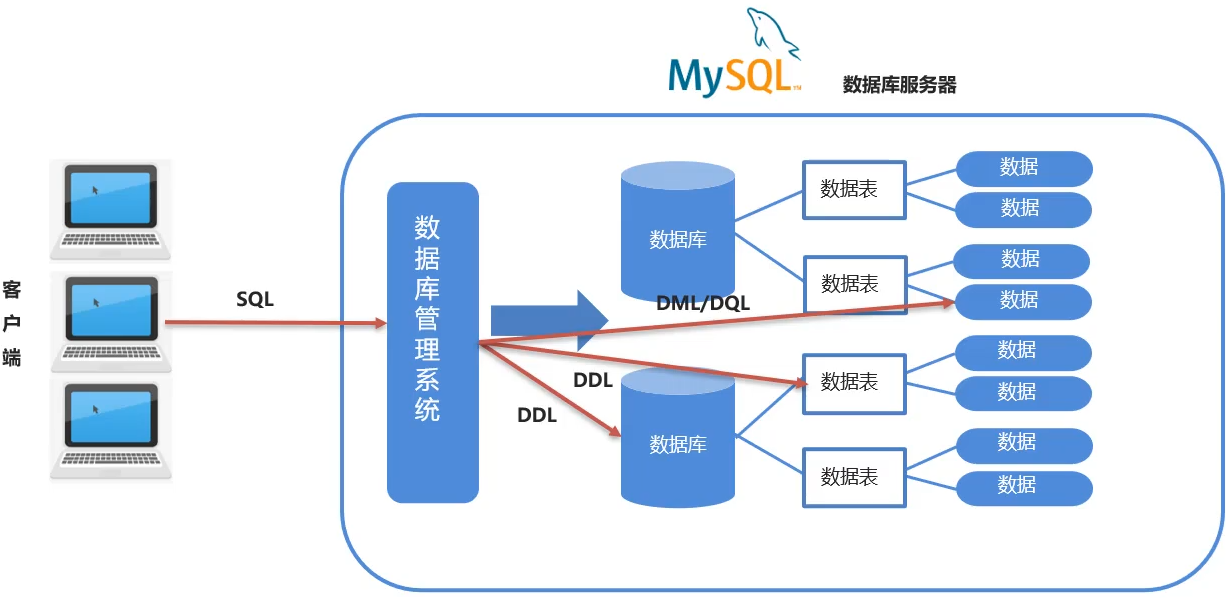 MySQL
数据库服务器
客户端
SQL
数据库管理系统
数据库
数据表
数据
数据
数据表
数据
数据
DML/DQL
DDL
DDL
数据库
数据表
数据
数据
数据表
数据
数据